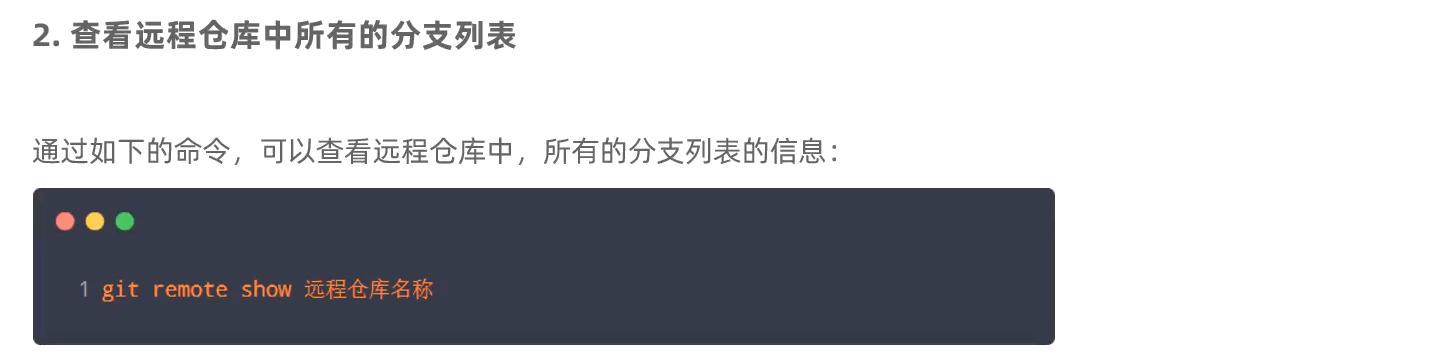 2. 查看远程仓库中所有的分支列表
通过如下的命令，可以查看远程仓库中，所有的分支列表的信息：
1 git remote show 远程仓库名称